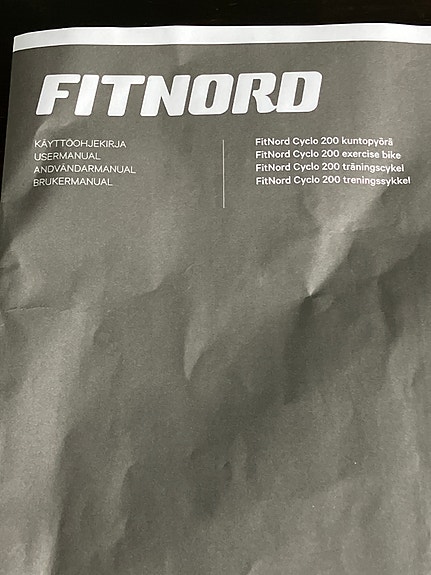 FITNORD
KÄYTTÖOHJEKIRJA
USERMANUAL
ANDVÄNDARMANUAL
BRUKERMANUAL
FitNord Cyclo 200 kuntopyörä
FitNord Cyclo 200 exercise bike
FitNord Cyclo 200 träningscykel
FitNord Cyclo 200 treningssykkel